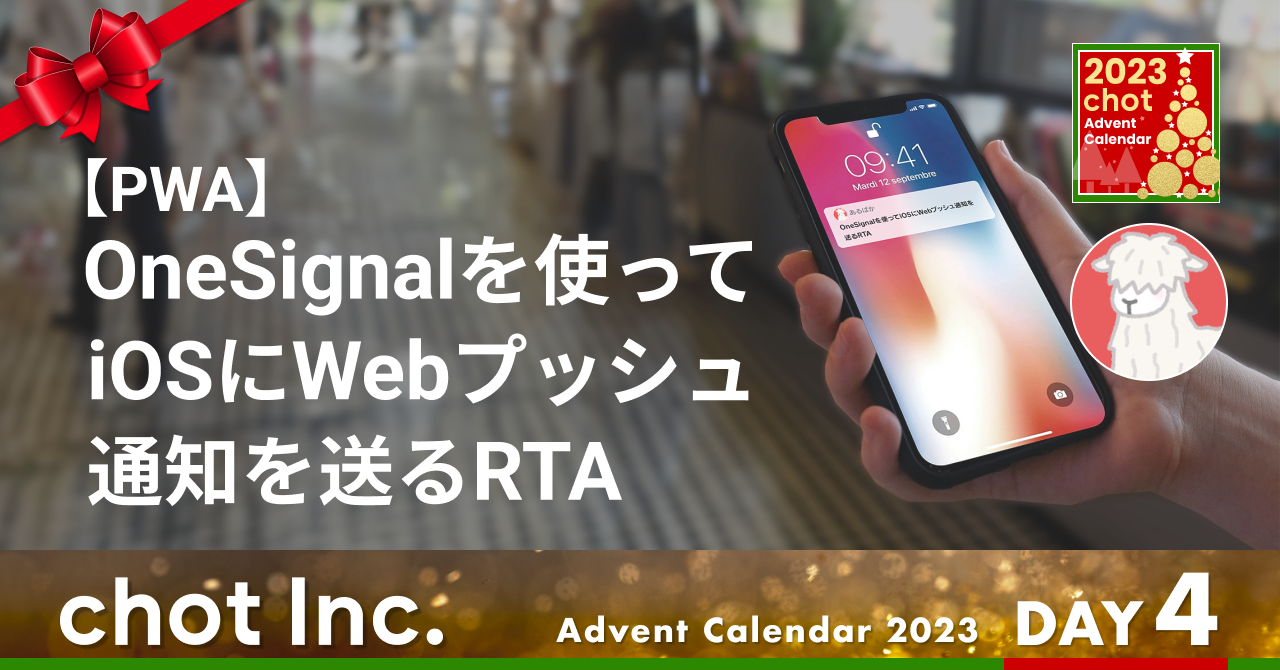 【PWA】
OneSignalを使って
iOSにWebプッシュ
通知を送るRTA
09:41
Mardi 12 septembre
あるぱか
OneSignalを使ってiOSにWebプッシュ通知を
送るRTA
2023
chot
Advent
Calendar
chot Inc.
Advent Calendar 2023
DAY 4